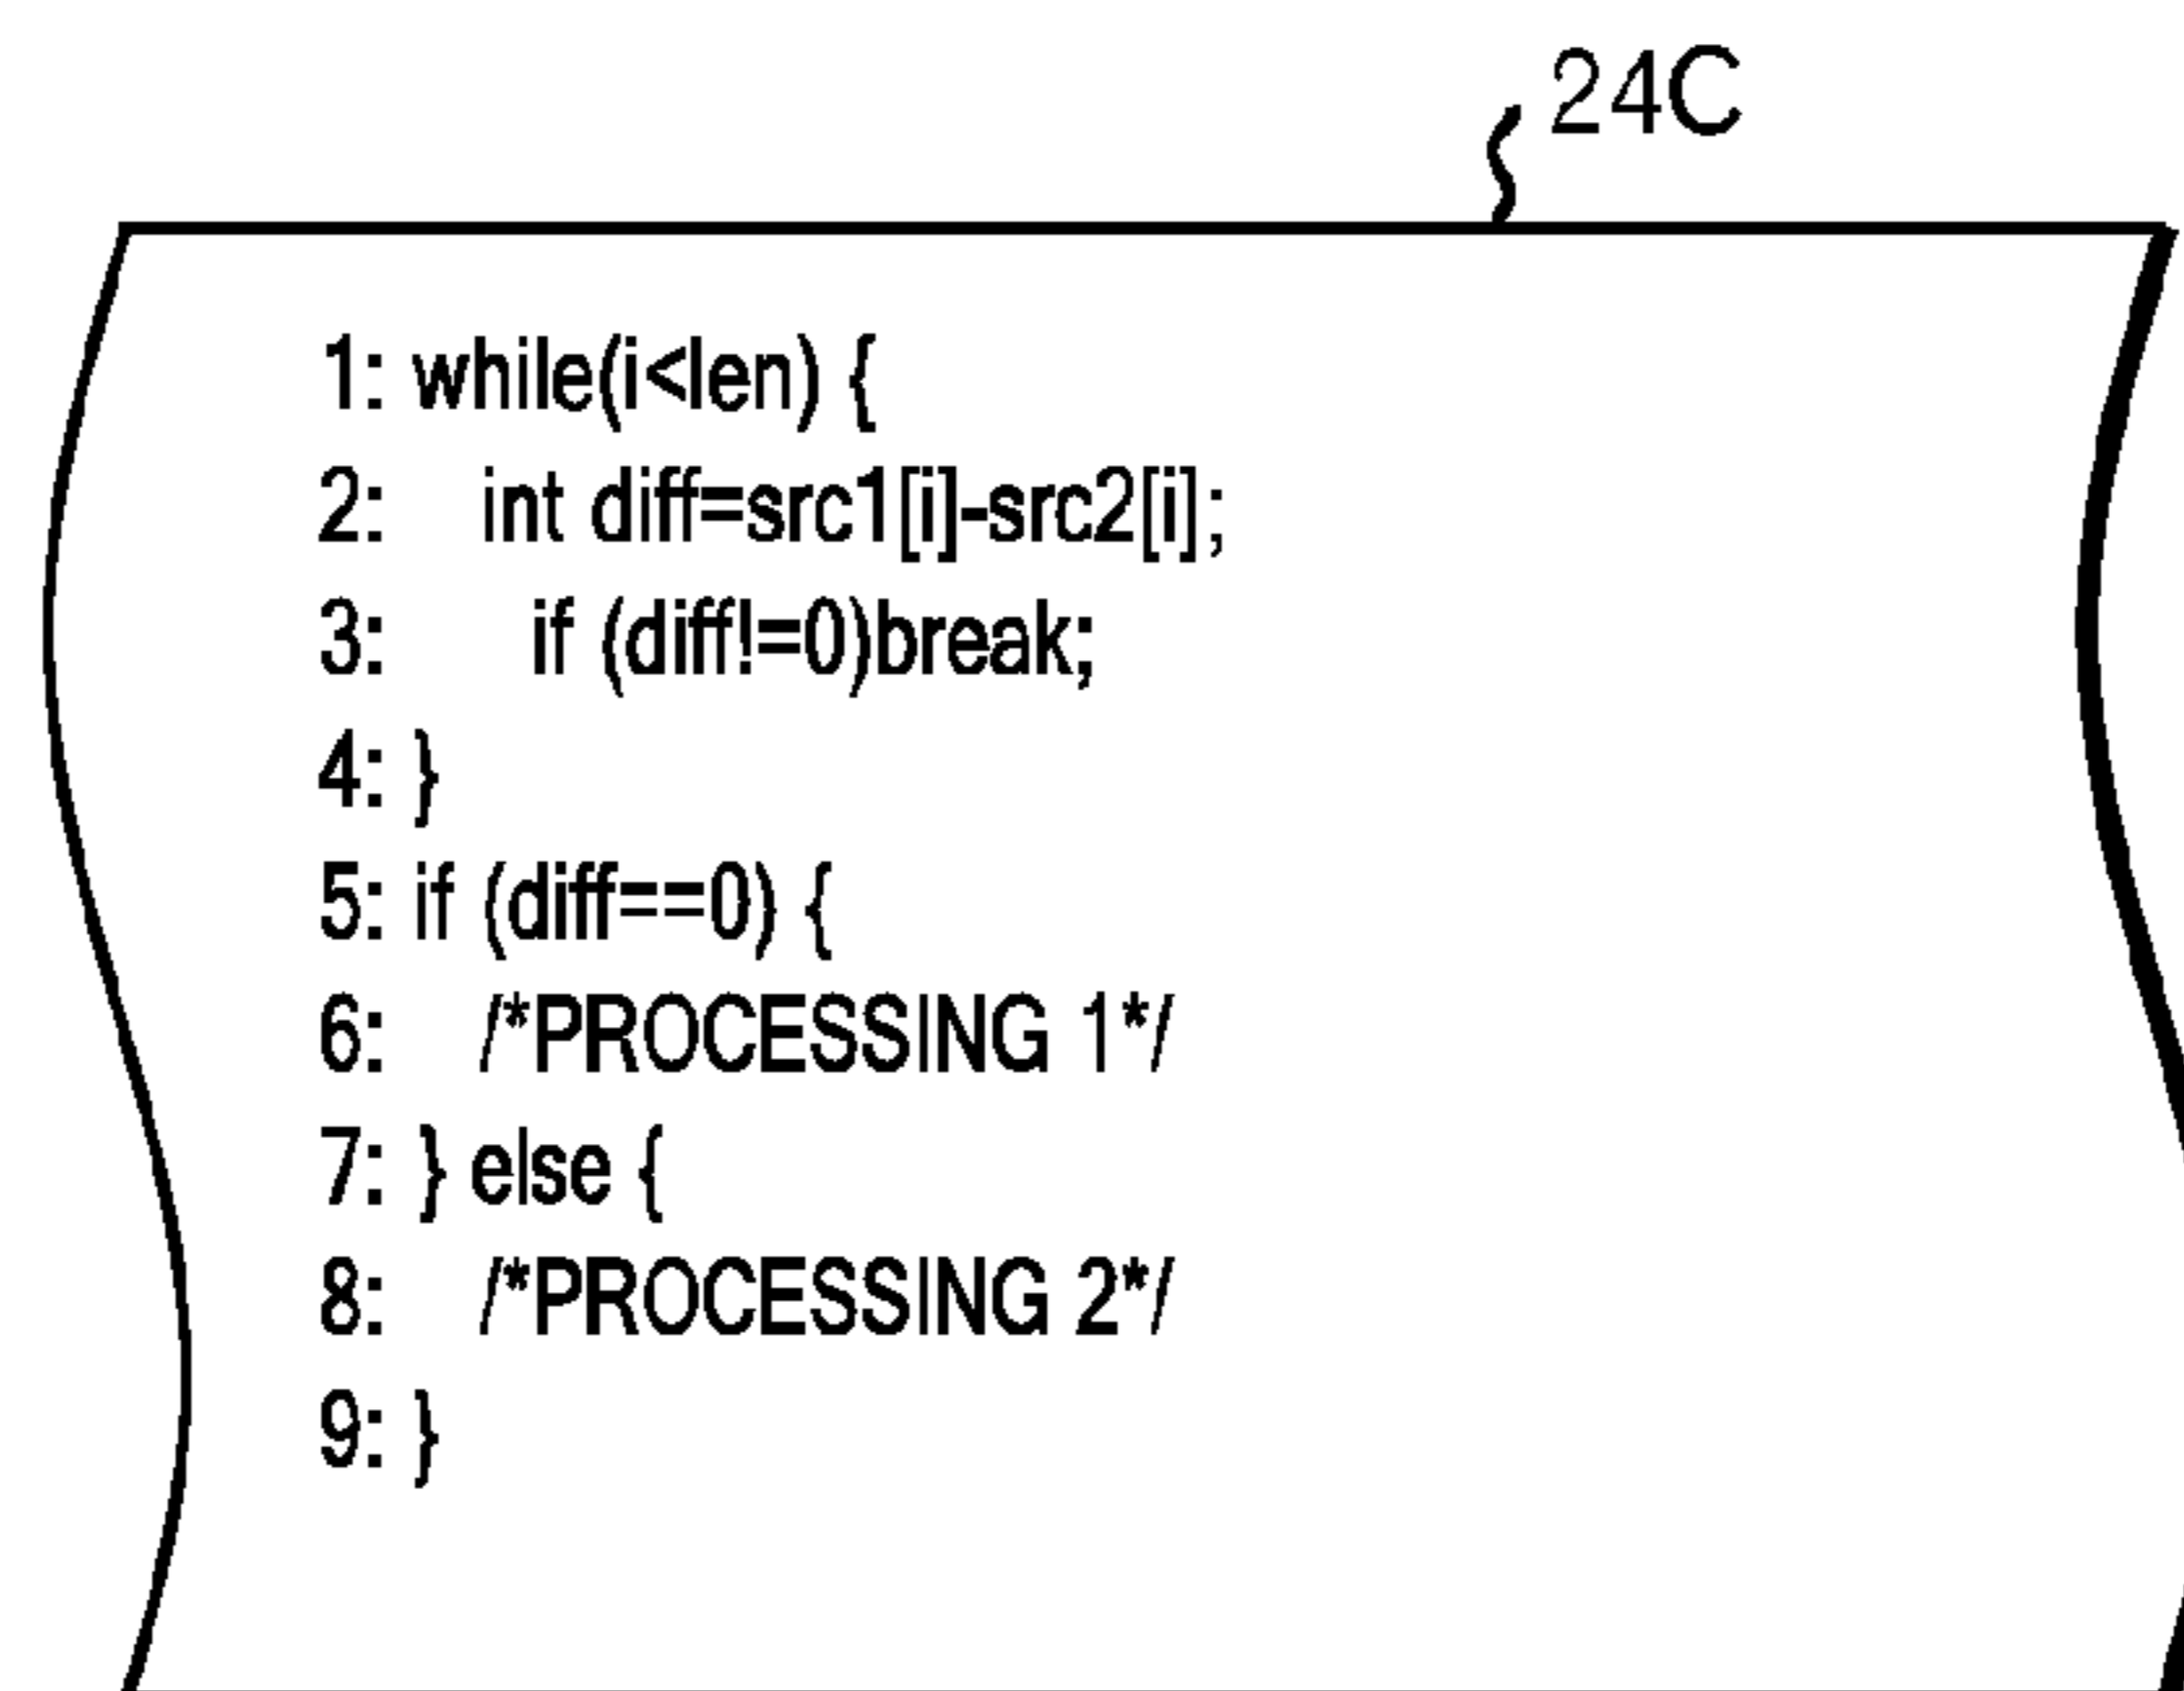 24C
1: while(i<len) {
2: int diff=src1[i]-src2[i];
3: if (diff!=0)break;
4: }
5: if (diff==0) {
6: /*PROCESSING 1*/
7: } else {
8: /*PROCESSING 2*/
9: }